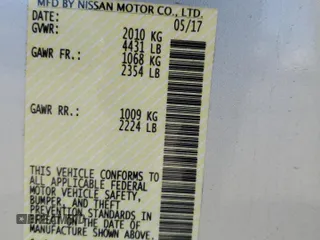 MFD BY NISSAN MOTOR CO., LTD.
DATE: 05/17
GVWR: 2010 KG
4431 LB
GAWR FR.: 1068 KG
2354 LB
GAWR RR.: 1009 KG
2224 LB
THIS VEHICLE CONFORMS TO
ALL APPLICABLE FEDERAL
MOTOR VEHICLE SAFETY,
BUMPER, AND THEFT
PREVENTION STANDARDS IN
EFFECT ON THE DATE OF
MANUFACTURE SHOWN ABOVE.